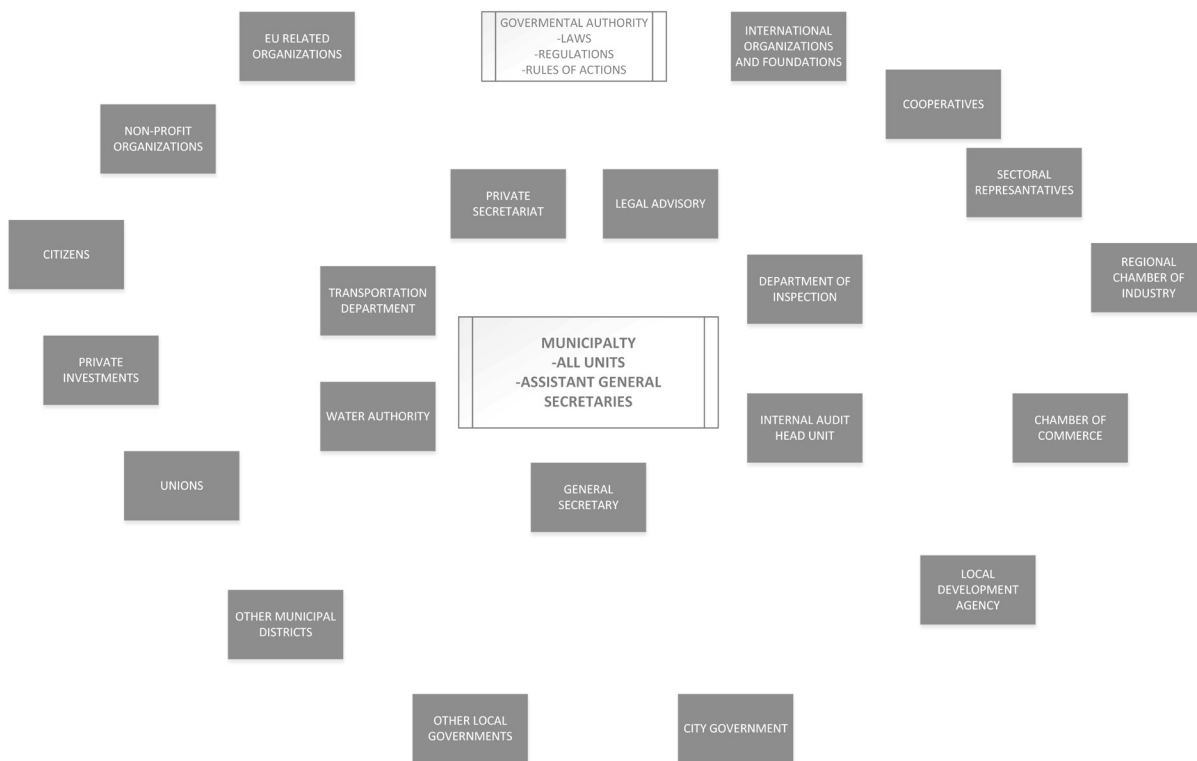 EU RELATED
ORGANIZATIONS
GOVERMENTAL AUTHORITY
-LAWS
-REGULATIONS
-RULES OF ACTIONS
INTERNATIONAL
ORGANIZATIONS
AND FOUNDATIONS
COOPERATIVES
NON-PROFIT
ORGANIZATIONS
SECTORAL
REPRESANTATIVES
PRIVATE
SECRETARIAT
LEGAL ADVISORY
CITIZENS
REGIONAL
CHAMBER OF
INDUSTRY
TRANSPORTATION
DEPARTMENT
DEPARTMENT OF
INSPECTION
MUNICIPALTY
-ALL UNITS
-ASSISTANT GENERAL
SECRETARIES
PRIVATE
INVESTMENTS
WATER AUTHORITY
INTERNAL AUDIT
HEAD UNIT
CHAMBER OF
COMMERCE
UNIONS
GENERAL
SECRETARY
LOCAL
DEVELOPMENT
AGENCY
OTHER MUNICIPAL
DISTRICTS
OTHER LOCAL
GOVERNMENTS
CITY GOVERNMENT